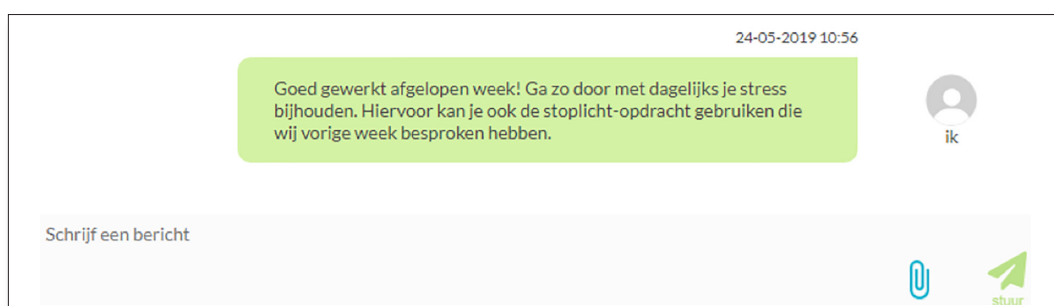 24-05-2019 10:56
Goed gewerkt afgelopen week! Ga zo door met dagelijks je stress
bijhouden. Hiervoor kan je ook de stoplicht-opdracht gebruiken die
wij vorige week besproken hebben.
ik
Schrijf een bericht
stuur